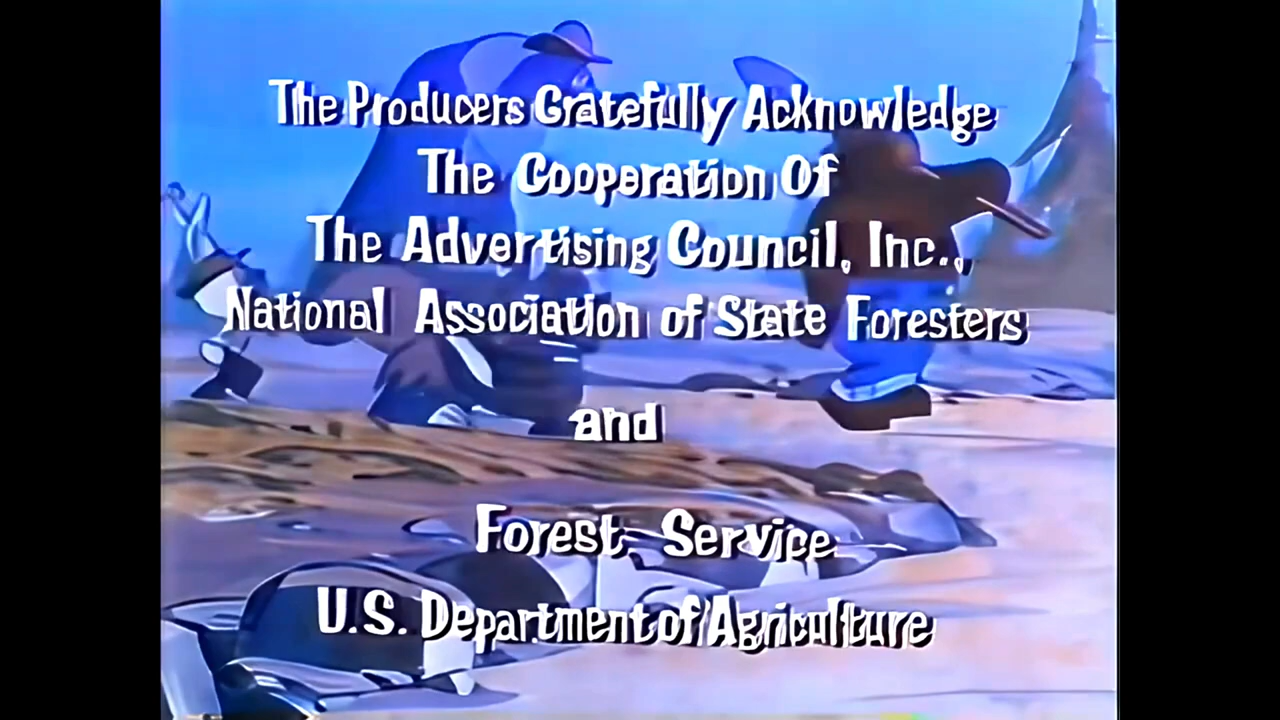 The Producers Gratefully Acknowledge
The Cooperation Of
The Advertising Council, Inc.,
National Association of State Foresters
and
Forest Service
U.S. Department of Agriculture